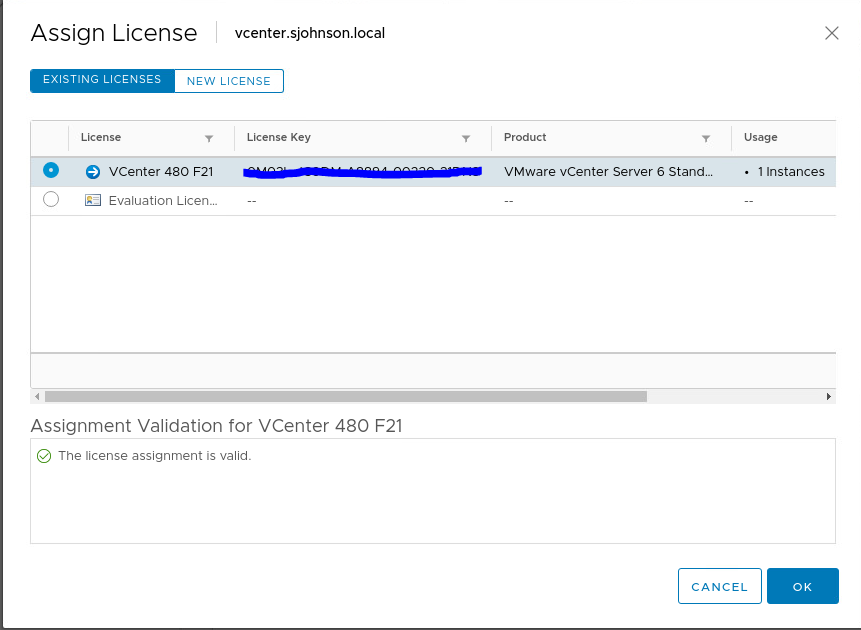 Assign License vcenter.sjohnson.local
EXISTING LICENSES NEW LICENSE
License License Key Product Usage
VCenter 480 F21 VMware vCenter Server 6 Stand... • 1 Instances
Evaluation Licen... -- -- --
Assignment Validation for VCenter 480 F21
The license assignment is valid.
CANCEL OK